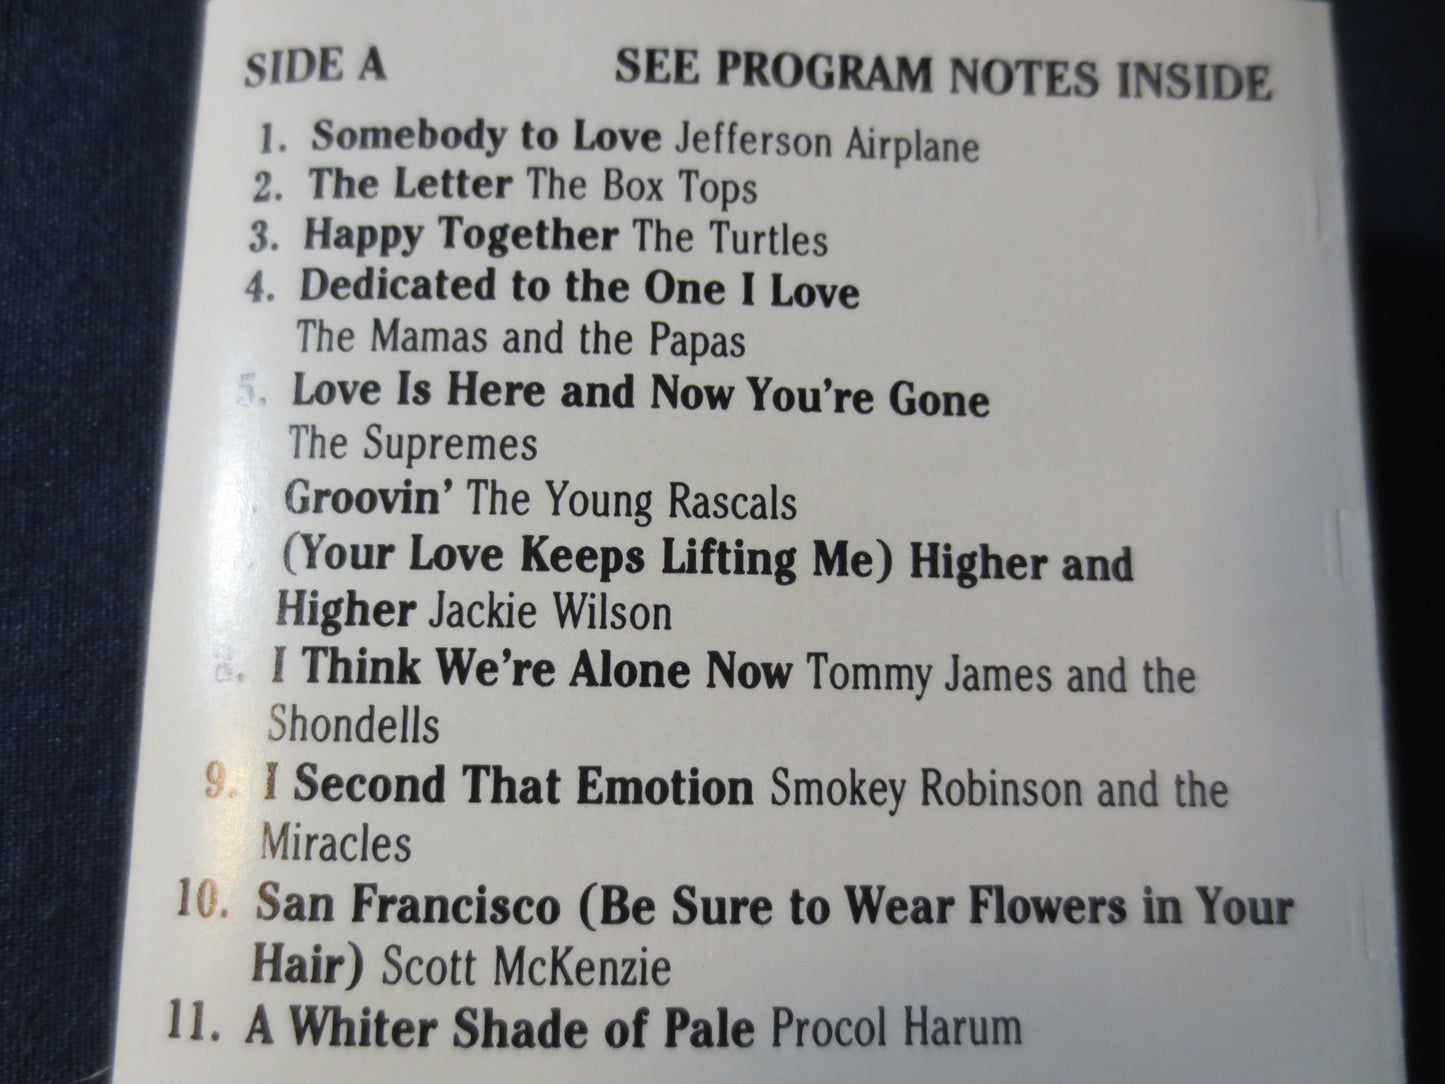 SIDE A SEE PROGRAM NOTES INSIDE
1. Somebody to Love Jefferson Airplane
2. The Letter The Box Tops
3. Happy Together The Turtles
4. Dedicated to the One I Love
The Mamas and the Papas
5. Love Is Here and Now You're Gone
The Supremes
Groovin' The Young Rascals
(Your Love Keeps Lifting Me) Higher and
Higher Jackie Wilson
8. I Think We're Alone Now Tommy James and the
Shondells
9. I Second That Emotion Smokey Robinson and the
Miracles
10. San Francisco (Be Sure to Wear Flowers in Your
Hair) Scott McKenzie
11. A Whiter Shade of Pale Procol Harum